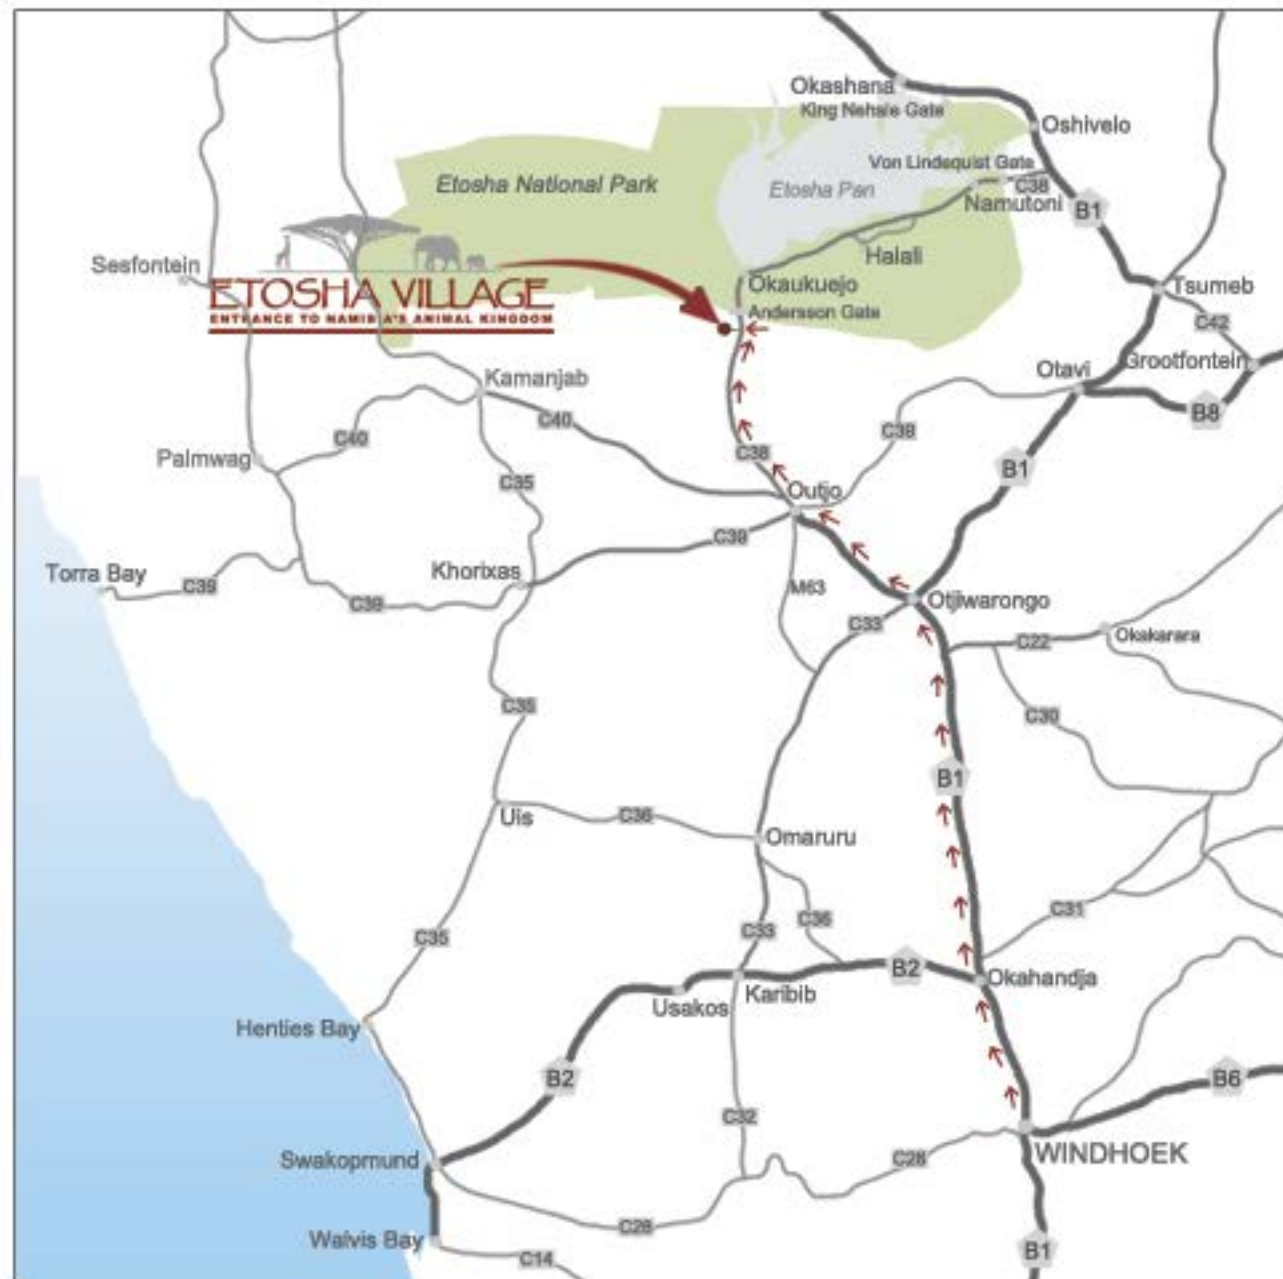 Okashana
King Nehale Gate
Oshivelo
Von Lindequist Gate
Etosha National Park
Etosha Pan
C38
Namutoni
B1
Halali
Sesfontein
ETOSHA VILLAGE
ENTRANCE TO NAMIBIA'S ANIMAL KINGDOM
Okaukuejo
Andersson Gate
Tsumeb
C42
Grootfontein
Otavi
Kamanjab
B8
C40
C40
C38
Palmwag
C38
B1
C35
Outjo
C39
Torra Bay
C39
Khorixas
M63
C39
Otjiwarongo
C33
C22
Okakarara
C35
C30
B1
Uis
C36
Omaruru
C31
C36
C33
C35
B2
Okahandja
Karibib
Usakos
Henties Bay
B2
B6
C32
WINDHOEK
Swakopmund
C28
C28
Walvis Bay
C14
B1